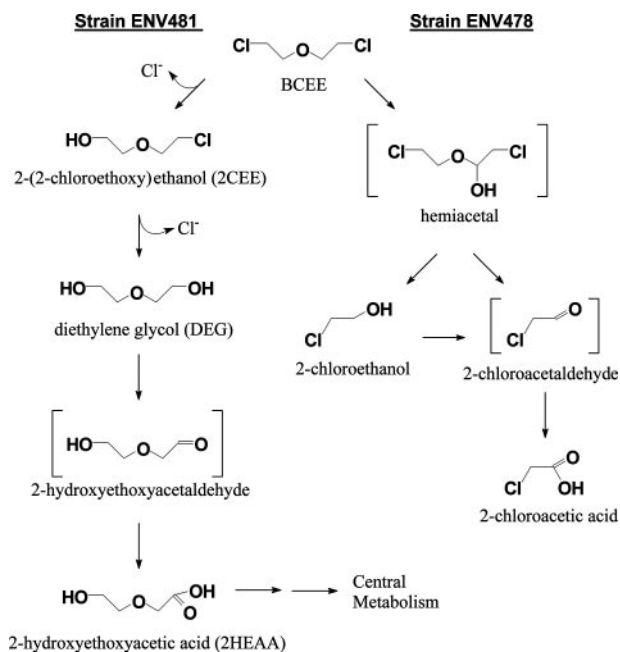 Strain ENV481
Strain ENV478
Cl O Cl
BCEE
Cl⁻
HO O Cl
2-(2-chloroethoxy)ethanol (2CEE)
Cl⁻
HO O OH
diethylene glycol (DEG)
HO O O
2-hydroxyethoxyacetaldehyde
HO O OH
O
2-hydroxyethoxyacetic acid (2HEAA)
Central
Metabolism
Cl O Cl
OH
hemiacetal
OH
Cl
2-chloroethanol
O
Cl
2-chloroacetaldehyde
O
Cl OH
2-chloroacetic acid